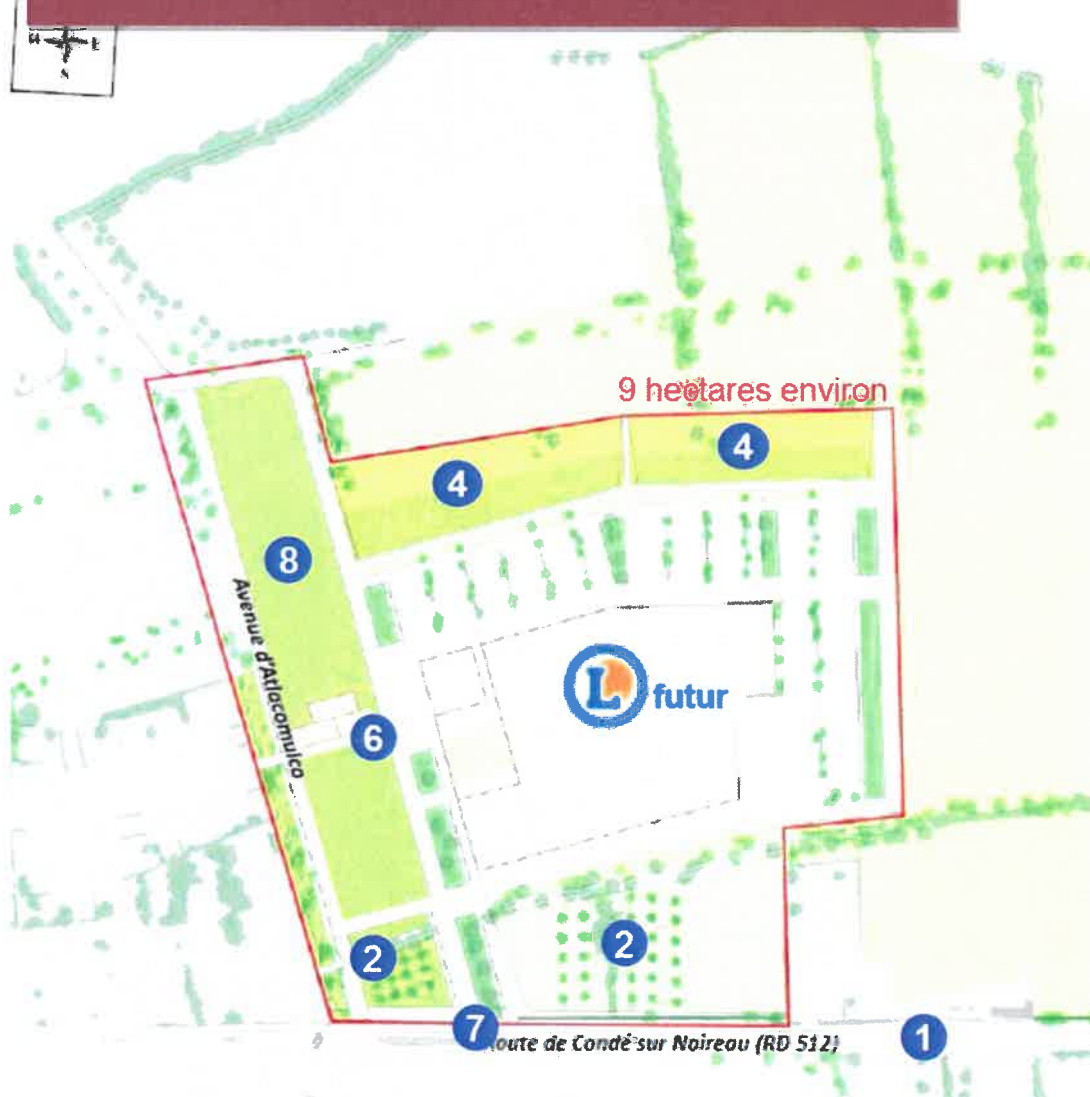 9 hectares environ
4
4
8
Avenue d'Atlacomulco
L futur
6
2
2
7
oute de Condé sur Noireau (RD 512)
1